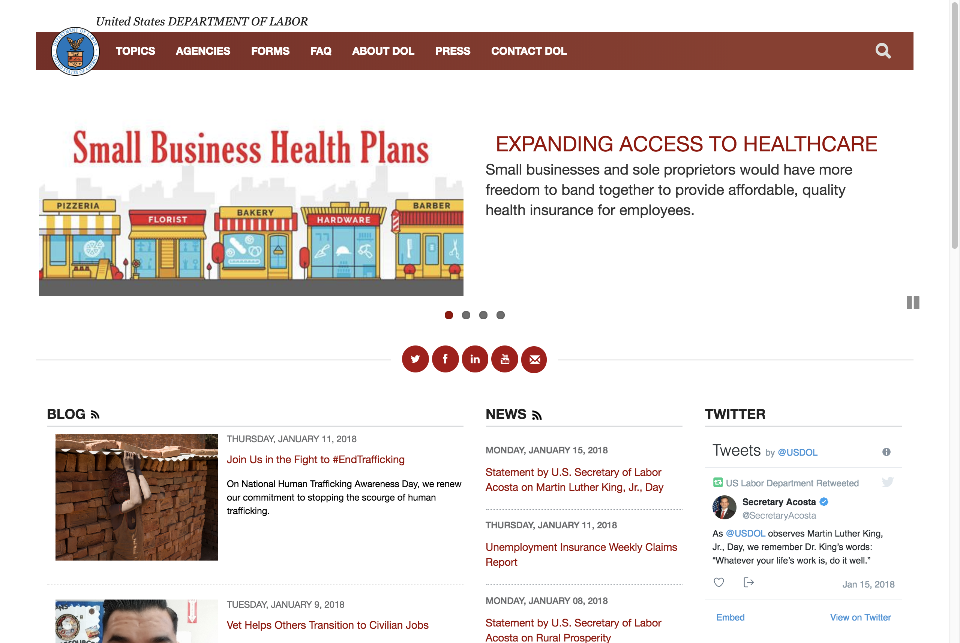 United States DEPARTMENT OF LABOR
TOPICS AGENCIES FORMS FAQ ABOUT DOL PRESS CONTACT DOL
Small Business Health Plans
PIZZERIA
FLORIST
BAKERY
HARDWARE
BARBER
EXPANDING ACCESS TO HEALTHCARE
Small businesses and sole proprietors would have more
freedom to band together to provide affordable, quality
health insurance for employees.
BLOG
THURSDAY, JANUARY 11, 2018
Join Us in the Fight to #EndTrafficking
On National Human Trafficking Awareness Day, we renew
our commitment to stopping the scourge of human
trafficking.
TUESDAY, JANUARY 9, 2018
Vet Helps Others Transition to Civilian Jobs
NEWS
MONDAY, JANUARY 15, 2018
Statement by U.S. Secretary of Labor
Acosta on Martin Luther King, Jr., Day
THURSDAY, JANUARY 11, 2018
Unemployment Insurance Weekly Claims
Report
MONDAY, JANUARY 08, 2018
Statement by U.S. Secretary of Labor
Acosta on Rural Prosperity
TWITTER
Tweets by @USDOL
US Labor Department Retweeted
Secretary Acosta
@SecretaryAcosta
As @USDOL observes Martin Luther King,
Jr., Day, we remember Dr. King's words:
"Whatever your life's work is, do it well."
Jan 15, 2018
Embed View on Twitter